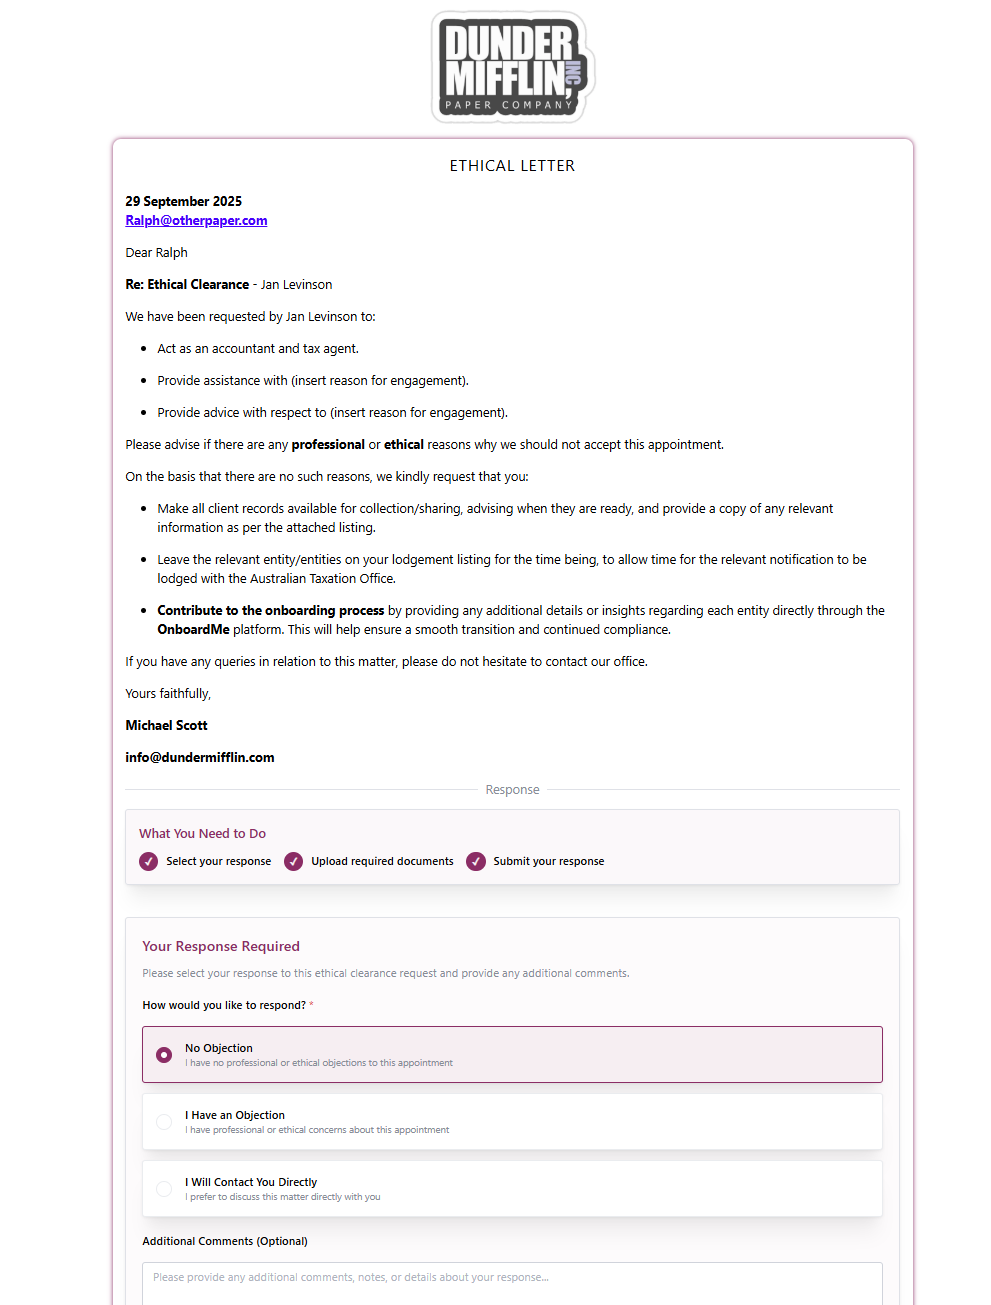 DUNDER
MIFFLIN, INC
PAPER COMPANY
ETHICAL LETTER
29 September 2025
Ralph@otherpaper.com
Dear Ralph
Re: Ethical Clearance - Jan Levinson
We have been requested by Jan Levinson to:
• Act as an accountant and tax agent.
• Provide assistance with (insert reason for engagement).
• Provide advice with respect to (insert reason for engagement).
Please advise if there are any professional or ethical reasons why we should not accept this appointment.
On the basis that there are no such reasons, we kindly request that you:
• Make all client records available for collection/sharing, advising when they are ready, and provide a copy of any relevant
information as per the attached listing.
• Leave the relevant entity/entities on your lodgement listing for the time being, to allow time for the relevant notification to be
lodged with the Australian Taxation Office.
• Contribute to the onboarding process by providing any additional details or insights regarding each entity directly through the
OnboardMe platform. This will help ensure a smooth transition and continued compliance.
If you have any queries in relation to this matter, please do not hesitate to contact our office.
Yours faithfully,
Michael Scott
info@dundermifflin.com
Response
What You Need to Do
Select your response Upload required documents Submit your response
Your Response Required
Please select your response to this ethical clearance request and provide any additional comments.
How would you like to respond? *
No Objection
I have no professional or ethical objections to this appointment
I Have an Objection
I have professional or ethical concerns about this appointment
I Will Contact You Directly
I prefer to discuss this matter directly with you
Additional Comments (Optional)
Please provide any additional comments, notes, or details about your response...